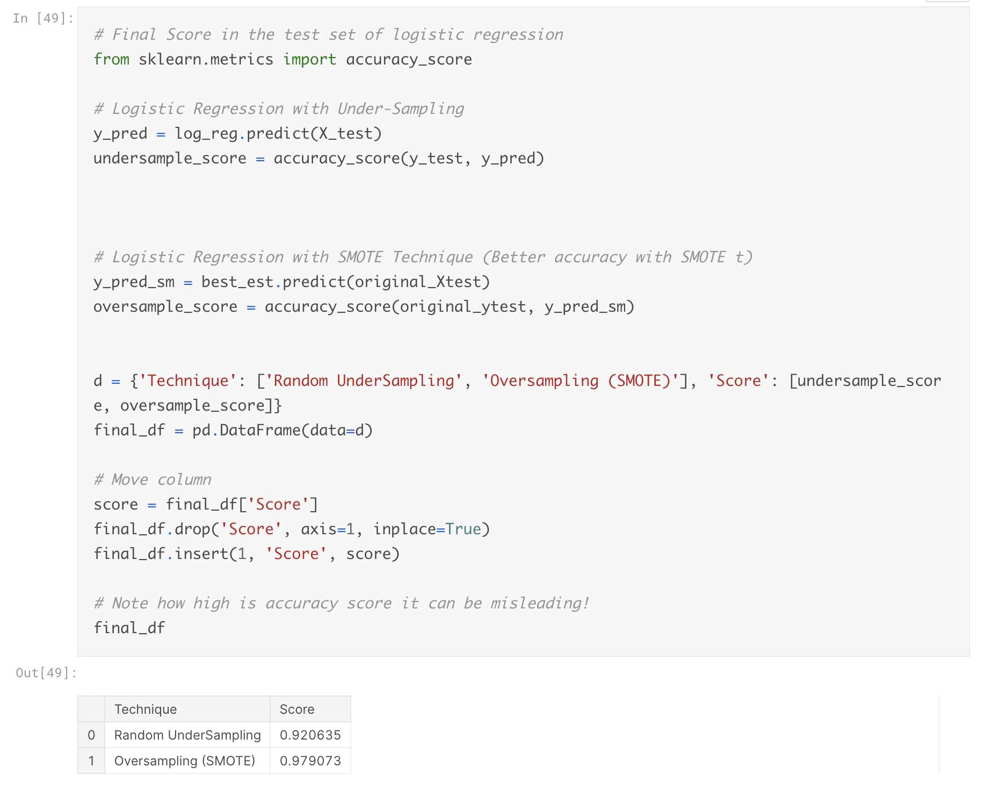 In [49]:
# Final Score in the test set of logistic regression
from sklearn.metrics import accuracy_score
# Logistic Regression with Under-Sampling
y_pred = log_reg.predict(X_test)
undersample_score = accuracy_score(y_test, y_pred)
# Logistic Regression with SMOTE Technique (Better accuracy with SMOTE t)
y_pred_sm = best_est.predict(original_Xtest)
oversample_score = accuracy_score(original_ytest, y_pred_sm)
d = {'Technique': ['Random UnderSampling', 'Oversampling (SMOTE)'], 'Score': [undersample_scor
e, oversample_score]}
final_df = pd.DataFrame(data=d)
# Move column
score = final_df['Score']
final_df.drop('Score', axis=1, inplace=True)
final_df.insert(1, 'Score', score)
# Note how high is accuracy score it can be misleading!
final_df
Out[49]:
Technique Score
0 Random UnderSampling 0.920635
1 Oversampling (SMOTE) 0.979073